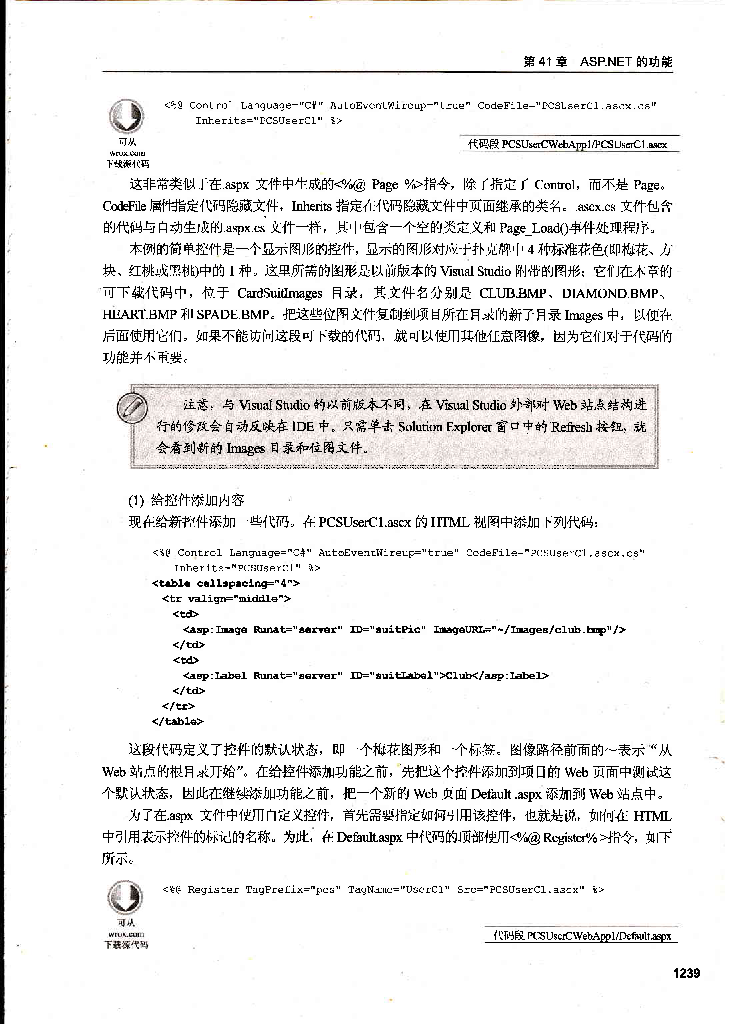 第 41 章 ASP.NET 的功能
<%@ Control Language="C#" AutoEventWireup="true" CodeFile="PCSUserC1.ascx.cs"
Inherits="PCSUserC1" %>
可从
wrox.com
下载源代码
代码段 PCSUserCWebApp1/PCSUserC1.ascx
这非常类似于在.aspx 文件中生成的<%@ Page %>指令，除了指定了 Control，而不是 Page。
CodeFile 属性指定代码隐藏文件，Inherits 指定在代码隐藏文件中页面继承的类名。.ascx.cs 文件包含
的代码与自动生成的.aspx.cs 文件一样，其中包含一个空的类定义和 Page_Load()事件处理程序。
本例的简单控件是一个显示图形的控件，显示的图形对应于扑克牌中 4 种标准花色(即梅花、方
块、红桃或黑桃)中的 1 种。这里所需的图形是以前版本的 Visual Studio 附带的图形；它们在本章的
可下载代码中，位于 CardSuitImages 目录，其文件名分别是 CLUB.BMP、DIAMOND.BMP、
HEART.BMP 和 SPADE.BMP。把这些位图文件复制到项目所在目录的新子目录 Images 中，以便在
后面使用它们。如果不能访问这段可下载的代码，就可以使用其他任意图像，因为它们对于代码的
功能并不重要。
注意，与 Visual Studio 的以前版本不同，在 Visual Studio 外部对 Web 站点结构进
行的修改会自动反映在 IDE 中。只需单击 Solution Explorer 窗口中的 Refresh 按钮，就
会看到新的 Images 目录和位图文件。
(1) 给控件添加内容
现在给新控件添加一些代码。在 PCSUserC1.ascx 的 HTML 视图中添加下列代码：
<%@ Control Language="C#" AutoEventWireup="true" CodeFile="PCSUserC1.ascx.cs"
Inherits="PCSUserC1" %>
<table cellspacing="4">
<tr valign="middle">
<td>
<asp:Image Runat="server" ID="suitPic" ImageURL="~/Images/club.bmp"/>
</td>
<td>
<asp:Label Runat="server" ID="suitLabel">Club</asp:Label>
</td>
</tr>
</table>
这段代码定义了控件的默认状态，即一个梅花图形和一个标签。图像路径前面的～表示“从
Web 站点的根目录开始”。在给控件添加功能之前，先把这个控件添加到项目的 Web 页面中测试这
个默认状态，因此在继续添加功能之前，把一个新的 Web 页面 Default .aspx 添加到 Web 站点中。
为了在.aspx 文件中使用自定义控件，首先需要指定如何引用该控件，也就是说，如何在 HTML
中引用表示控件的标记的名称。为此，在 Default.aspx 中代码的顶部使用<%@ Register% >指令，如下
所示。
<%@ Register TagPrefix="pcs" TagName="UserC1" Src="PCSUserC1.ascx" %>
可从
wrox.com
下载源代码
代码段 PCSUserCWebApp1/Default.aspx
1239